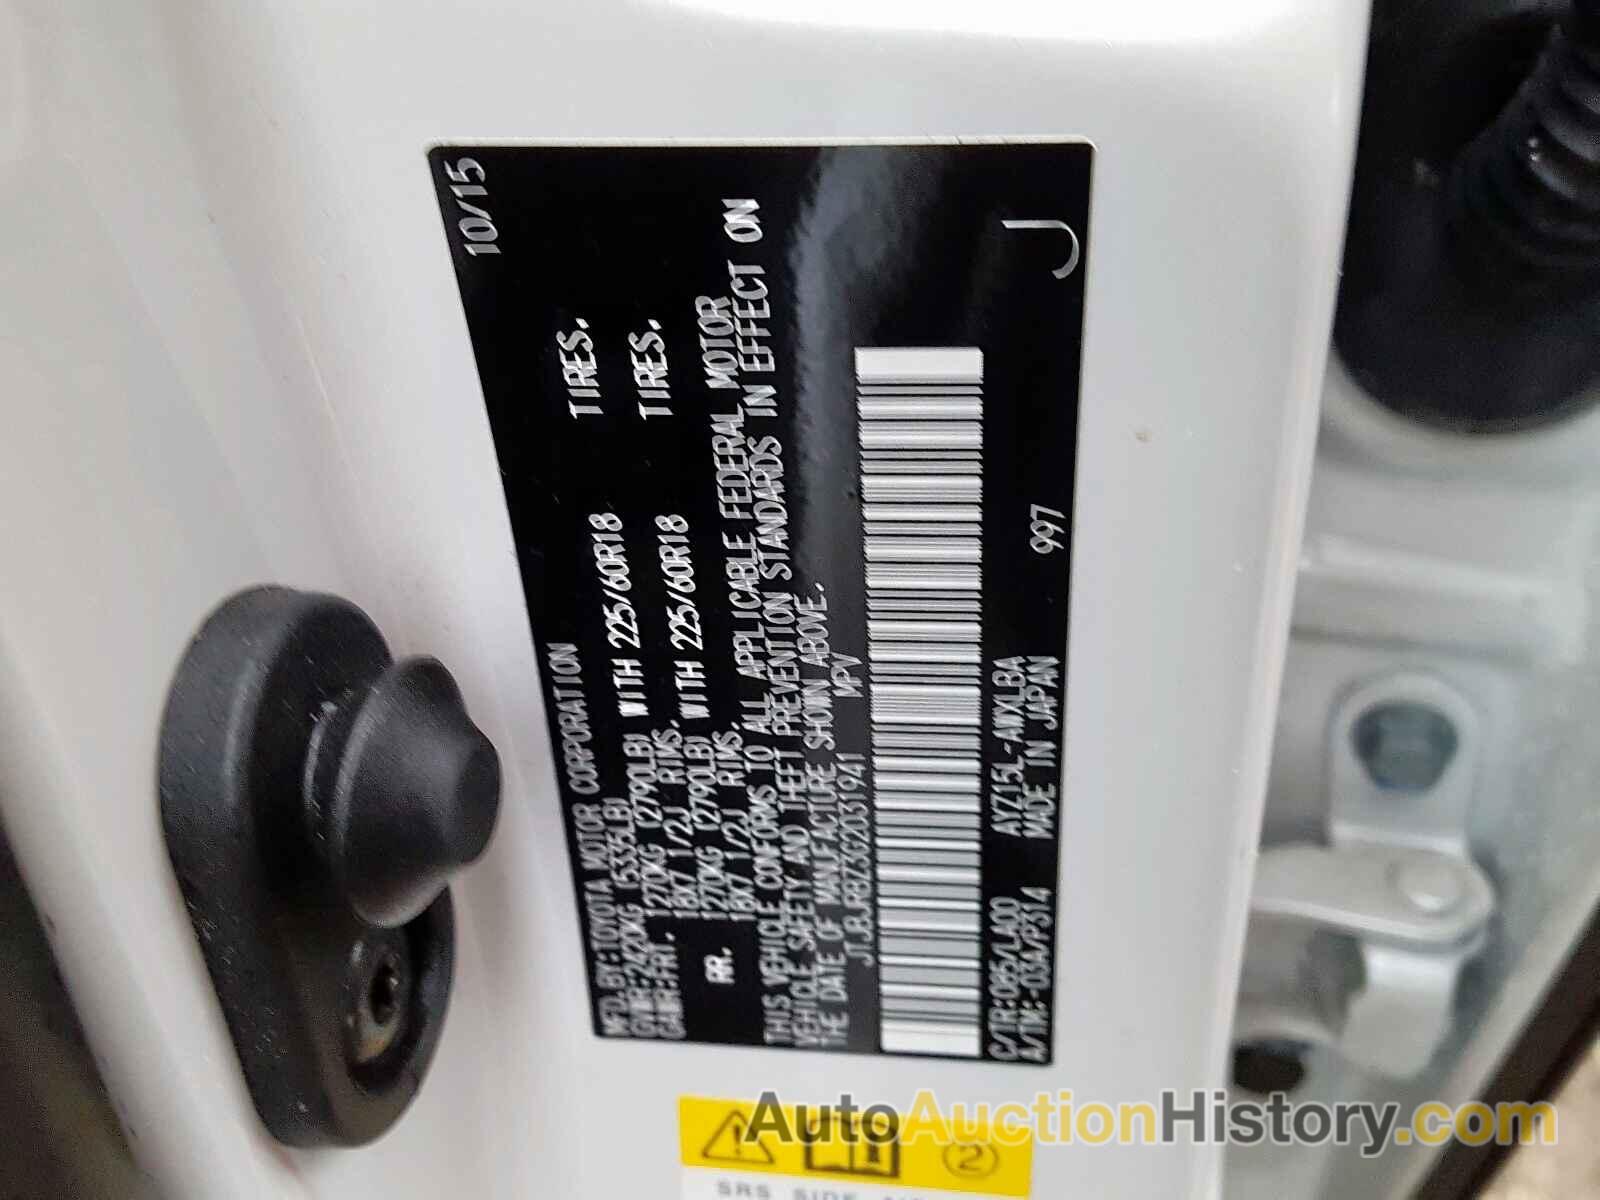 MFD.BY:TOYOTA MOTOR CORPORATION 10/15
GVWR:2420KG (5335LB)
GAWR:FRT. 1270KG (2790LB) WITH 225/60R18 TIRES.
18X7 1/2J RIMS.
RR. 1270KG (2790LB) WITH 225/60R18 TIRES.
18X7 1/2J RIMS.
THIS VEHICLE CONFORMS TO ALL APPLICABLE FEDERAL MOTOR
VEHICLE SAFETY AND THEFT PREVENTION STANDARDS IN EFFECT ON
THE DATE OF MANUFACTURE SHOWN ABOVE.
JTJBJRBZ3G2031941 MPV
C/TR:085/LA00 AYZ15L-AWXLBA 997 J
A/TM:-03A/P314 MADE IN JAPAN
2
SRS SIDE
AutoAuctionHistory.com